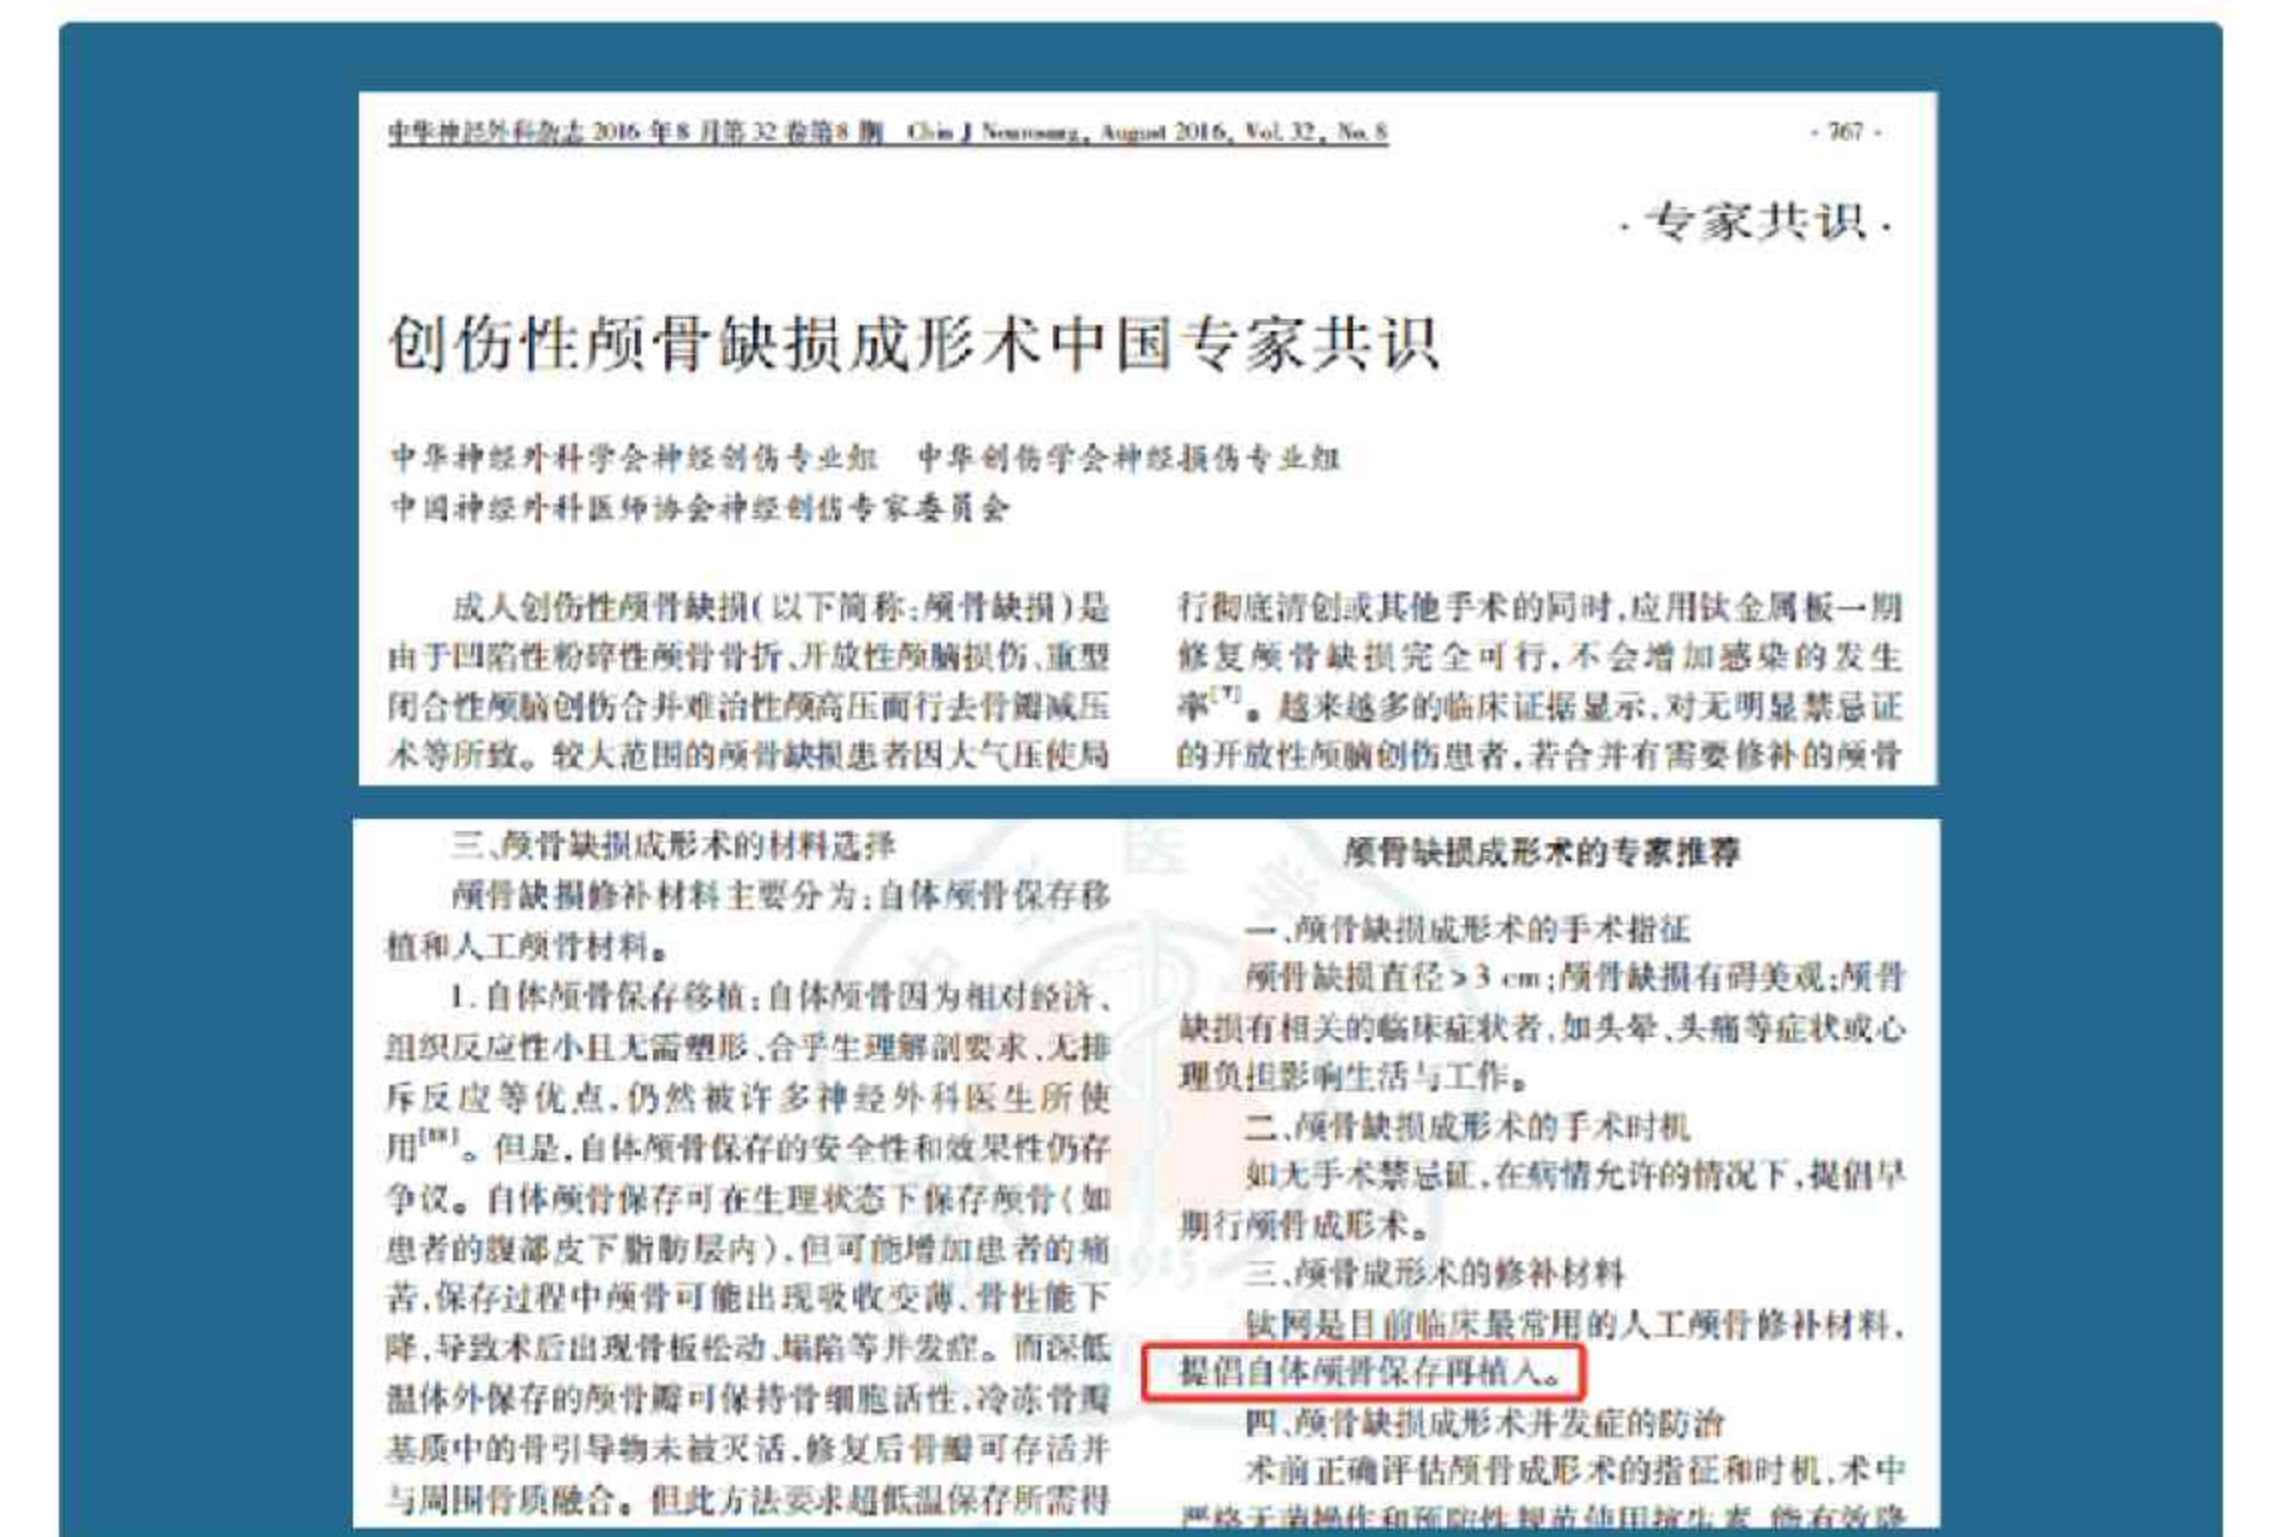 中华神经外科杂志 2016 年 8 月第 32 卷第 8 期 Chin J Neurosurg, August 2016, Vol. 32, No. 8
· 767 ·
· 专家共识 ·
创伤性颅骨缺损成形术中国专家共识
中华神经外科学会神经创伤专业组 中华创伤学会神经损伤专业组
中国神经外科医师协会神经创伤专家委员会
成人创伤性颅骨缺损(以下简称:颅骨缺损)是
由于凹陷性粉碎性颅骨骨折、开放性颅脑损伤、重型
闭合性颅脑创伤合并难治性颅高压而行去骨瓣减压
术等所致。较大范围的颅骨缺损患者因大气压使局
行彻底清创或其他手术的同时,应用钛金属板一期
修复颅骨缺损完全可行,不会增加感染的发生
率[7]。越来越多的临床证据显示,对无明显禁忌证
的开放性颅脑创伤患者,若合并有需要修补的颅骨
三、颅骨缺损成形术的材料选择
颅骨缺损修补材料主要分为:自体颅骨保存移
植和人工颅骨材料。
1. 自体颅骨保存移植:自体颅骨因为相对经济、
组织反应性小且无需塑形、合乎生理解剖要求、无排
斥反应等优点,仍然被许多神经外科医生所使
用。但是,自体颅骨保存的安全性和效果性仍存
争议。自体颅骨保存可在生理状态下保存颅骨(如
患者的腹部皮下脂肪层内),但可能增加患者的痛
苦,保存过程中颅骨可能出现吸收变薄、骨性能下
降,导致术后出现骨板松动、塌陷等并发症。而深低
温体外保存的颅骨瓣可保持骨细胞活性,冷冻骨瓣
基质中的骨引导物未被灭活,修复后骨瓣可存活并
与周围骨质融合。但此方法要求超低温保存所需得
颅骨缺损成形术的专家推荐
一、颅骨缺损成形术的手术指征
颅骨缺损直径>3 cm;颅骨缺损有碍美观;颅骨
缺损有相关的临床症状者,如头晕、头痛等症状或心
理负担影响生活与工作。
二、颅骨缺损成形术的手术时机
如无手术禁忌证,在病情允许的情况下,提倡早
期行颅骨成形术。
三、颅骨成形术的修补材料
钛网是目前临床最常用的人工颅骨修补材料,
提倡自体颅骨保存再植入。
四、颅骨缺损成形术并发症的防治
术前正确评估颅骨成形术的指征和时机,术中
严格无菌操作和预防性规范使用抗生素,能有效降